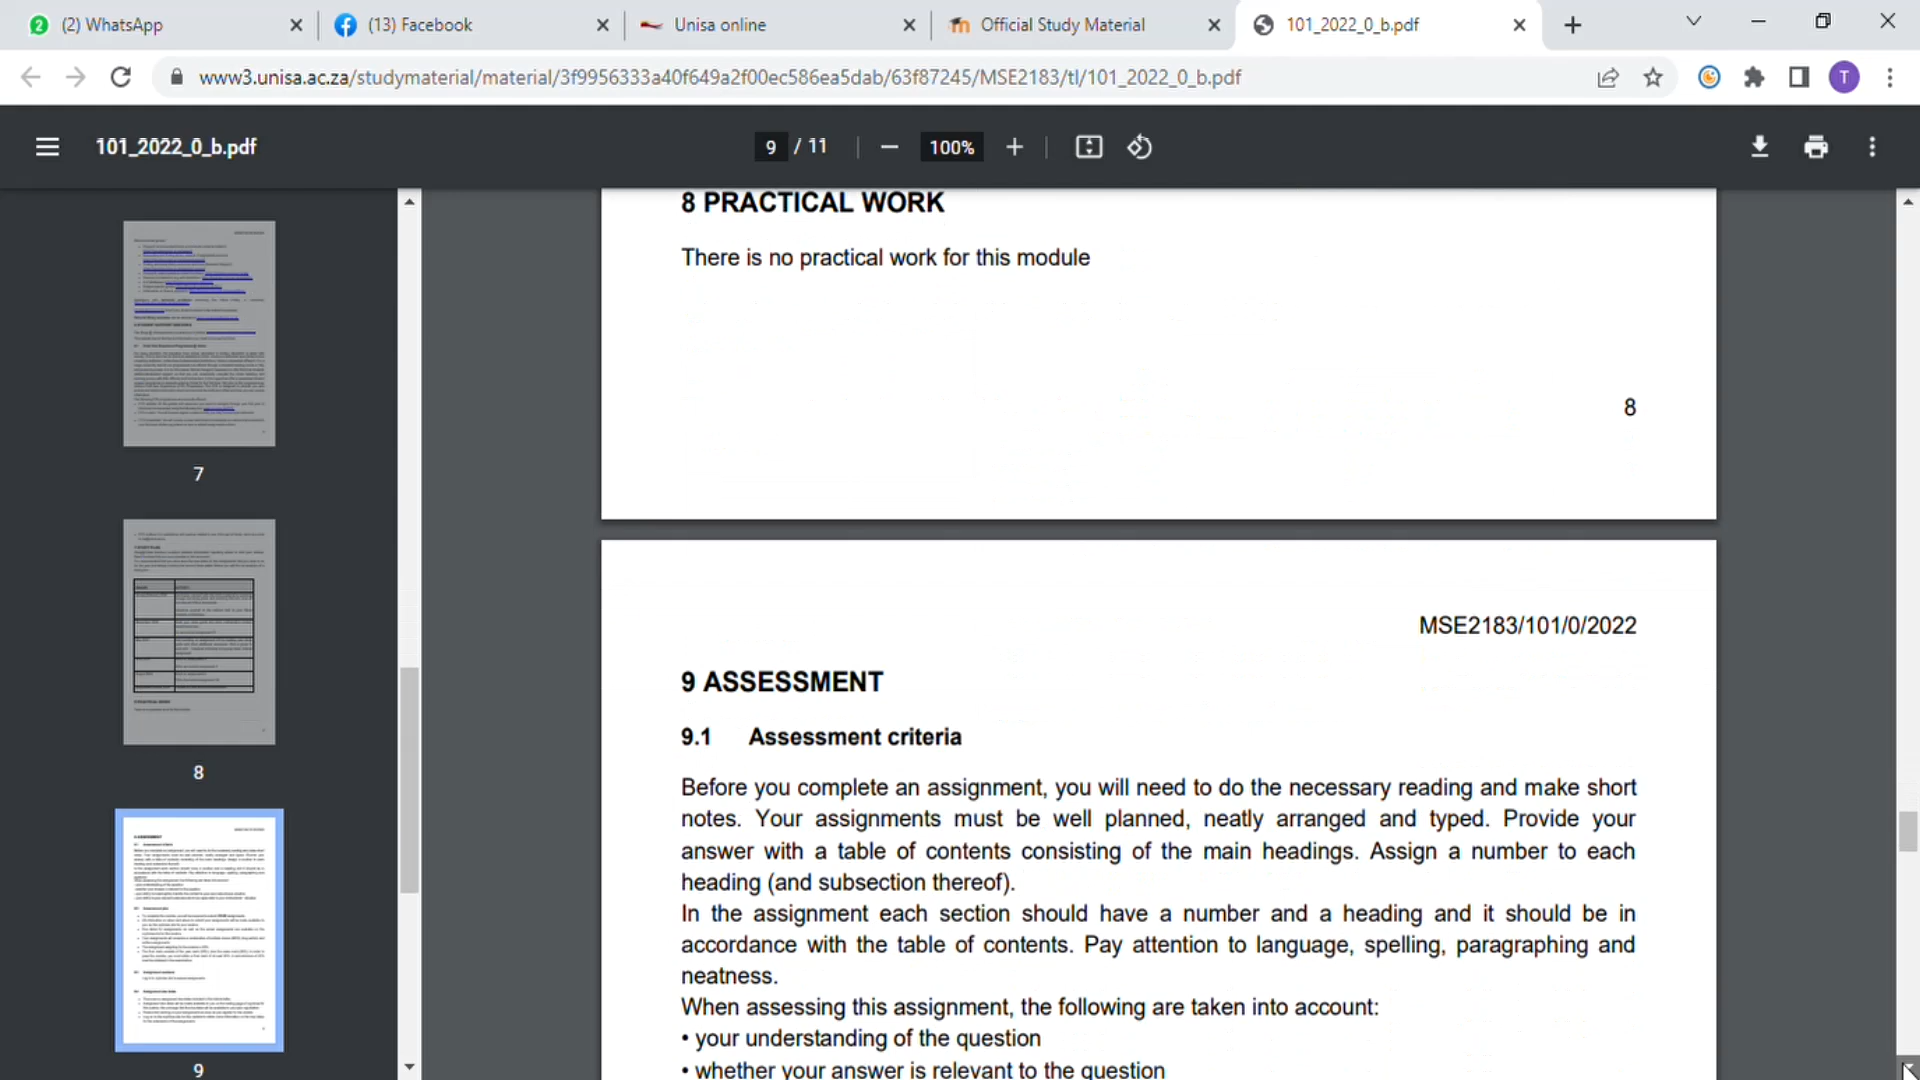 (2) WhatsApp
(13) Facebook
Unisa online
Official Study Material
101_2022_0_b.pdf
www3.unisa.ac.za/studymaterial/material/3f9956333a40f649a2f00ec586ea5dab/63f87245/MSE2183/tl/101_2022_0_b.pdf
T
101_2022_0_b.pdf
9 / 11
100%
7
8
9
8 PRACTICAL WORK
There is no practical work for this module
8
MSE2183/101/0/2022
9 ASSESSMENT
9.1 Assessment criteria
Before you complete an assignment, you will need to do the necessary reading and make short
notes. Your assignments must be well planned, neatly arranged and typed. Provide your
answer with a table of contents consisting of the main headings. Assign a number to each
heading (and subsection thereof).
In the assignment each section should have a number and a heading and it should be in
accordance with the table of contents. Pay attention to language, spelling, paragraphing and
neatness.
When assessing this assignment, the following are taken into account:
• your understanding of the question
• whether your answer is relevant to the question